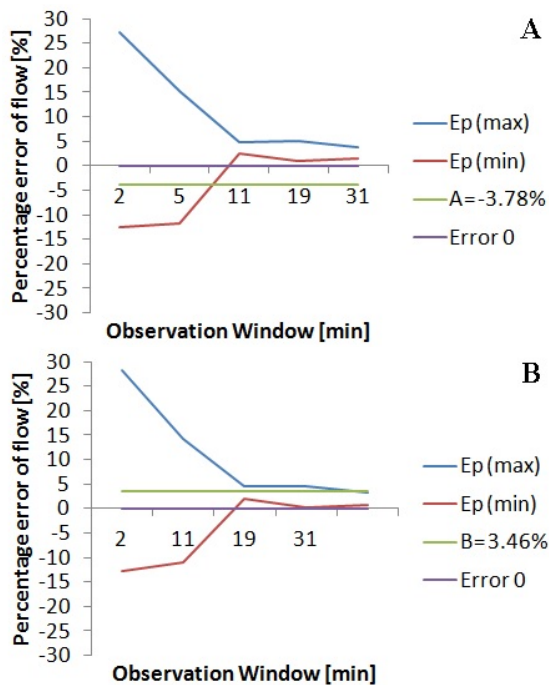 A
Percentage error of flow [%]
30
25
20
15
10
5
0
-5
-10
-15
-20
-25
-30
2 5 11 19 31
Observation Window [min]
Ep (max)
Ep (min)
A=-3.78%
Error 0
B
Percentage error of flow [%]
30
25
20
15
10
5
0
-5
-10
-15
-20
-25
-30
2 11 19 31
Observation Window [min]
Ep (max)
Ep (min)
B=3.46%
Error 0